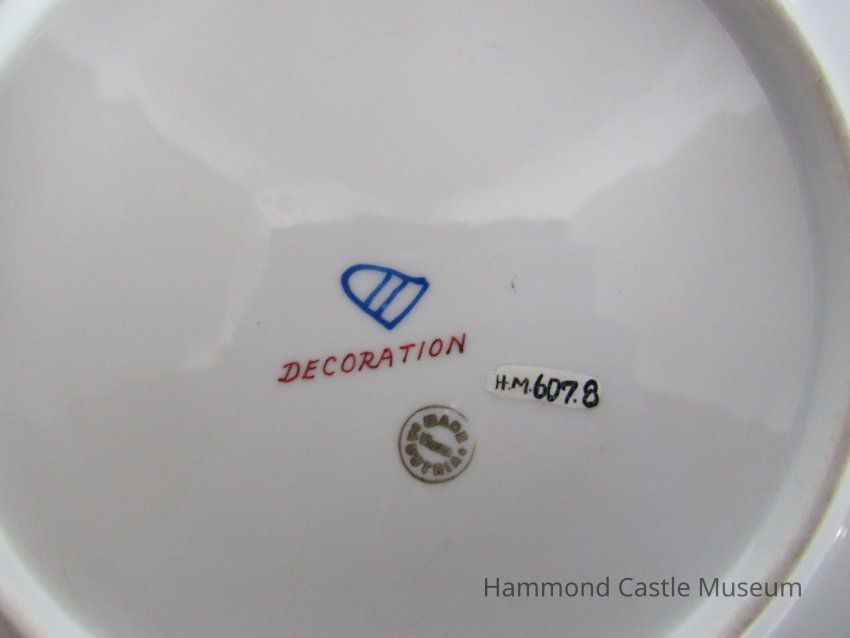 DECORATION
H.M.607.8
MADE
AUSTRIA.
Hammond Castle Museum